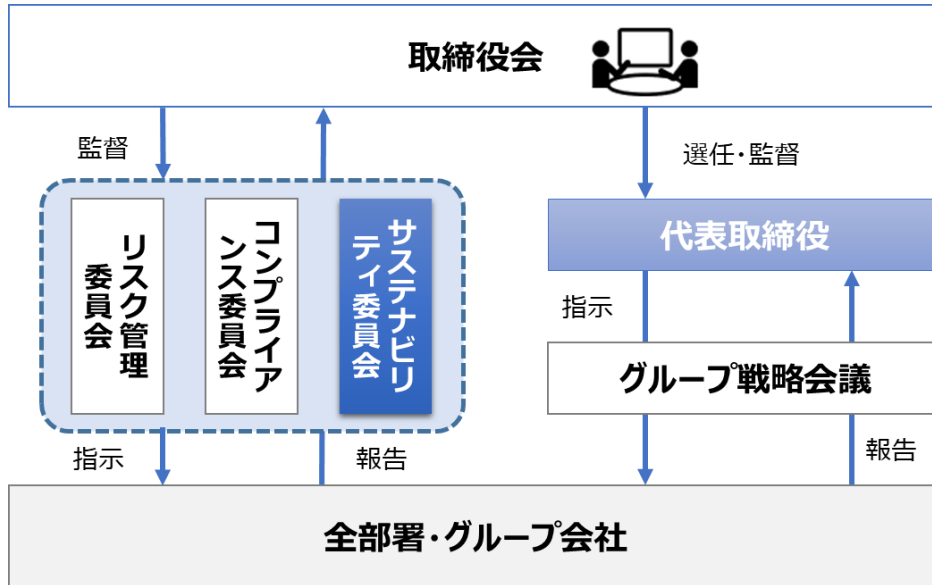 取締役会
監督
選任・監督
リスク管理
委員会
コンプライア
ンス委員会
サステナビリ
ティ委員会
代表取締役
指示
グループ戦略会議
指示
報告
報告
全部署・グループ会社